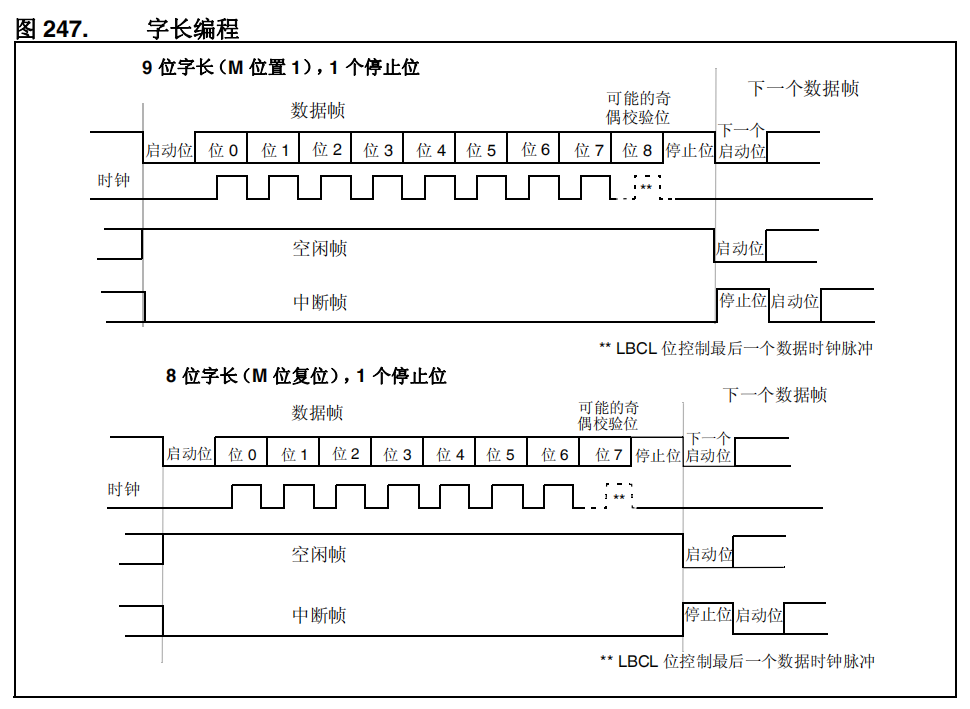 图 247. 字长编程
9 位字长（M 位置 1），1 个停止位
下一个数据帧
数据帧
可能的奇
偶校验位
启动位 位 0 位 1 位 2 位 3 位 4 位 5 位 6 位 7 位 8 停止位
下一个
启动位
时钟
**
空闲帧
启动位
中断帧
停止位 启动位
** LBCL 位控制最后一个数据时钟脉冲
8 位字长（M 位复位），1 个停止位
下一个数据帧
数据帧
可能的奇
偶校验位
启动位 位 0 位 1 位 2 位 3 位 4 位 5 位 6 位 7 停止位
下一个
启动位
时钟
**
空闲帧
启动位
中断帧
停止位 启动位
** LBCL 位控制最后一个数据时钟脉冲